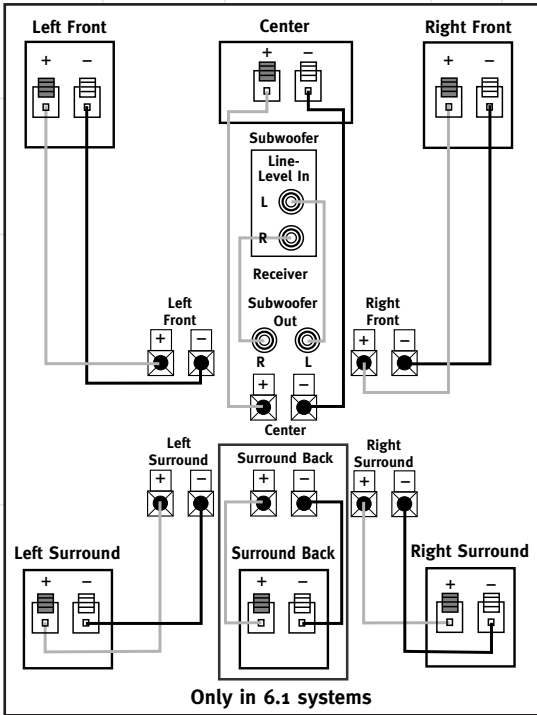 Left Front
Center
Right Front
+ −
+ −
+ −
Subwoofer
Line-
Level In
L
R
Receiver
Subwoofer
Out
R L
Left
Front
+ −
Right
Front
+ −
+ −
Center
Left
Surround
+ −
Surround Back
+ −
Right
Surround
+ −
Left Surround
+ −
Surround Back
+ −
Right Surround
+ −
Only in 6.1 systems